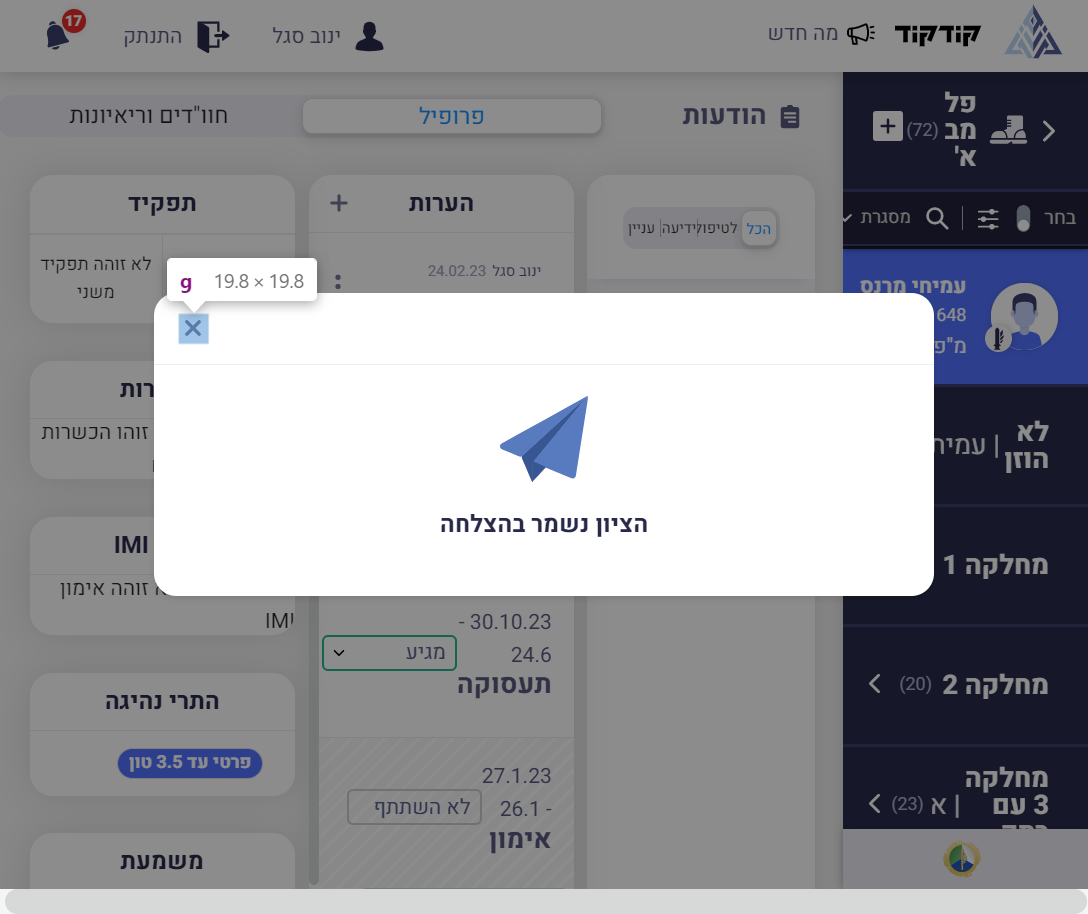 קודקוד
מה חדש
ינוב סגל
התנתק
17
הודעות
פרופיל
חוו"דים וריאיונות
פל
מב
א'
(72)
בחר
מסגרת
עמיחי מרנס
648
לא
הוזן
| עמית
מחלקה 1
מחלקה 2
(20)
מחלקה
3 עם
| א
(23)
הכל
לטיפול
ידיעה
עניין
הערות
ינוב סגל 24.02.23
30.10.23 -
24.6
תעסוקה
מגיע
27.1.23
- 26.1
אימון
לא השתתף
תפקיד
לא זוהה תפקיד
משני
g 19.8 × 19.8
זוהו הכשרות
IMI
זוהה אימון
IMI
התרי נהיגה
פרטי עד 3.5 טון
משמעת
הציון נשמר בהצלחה